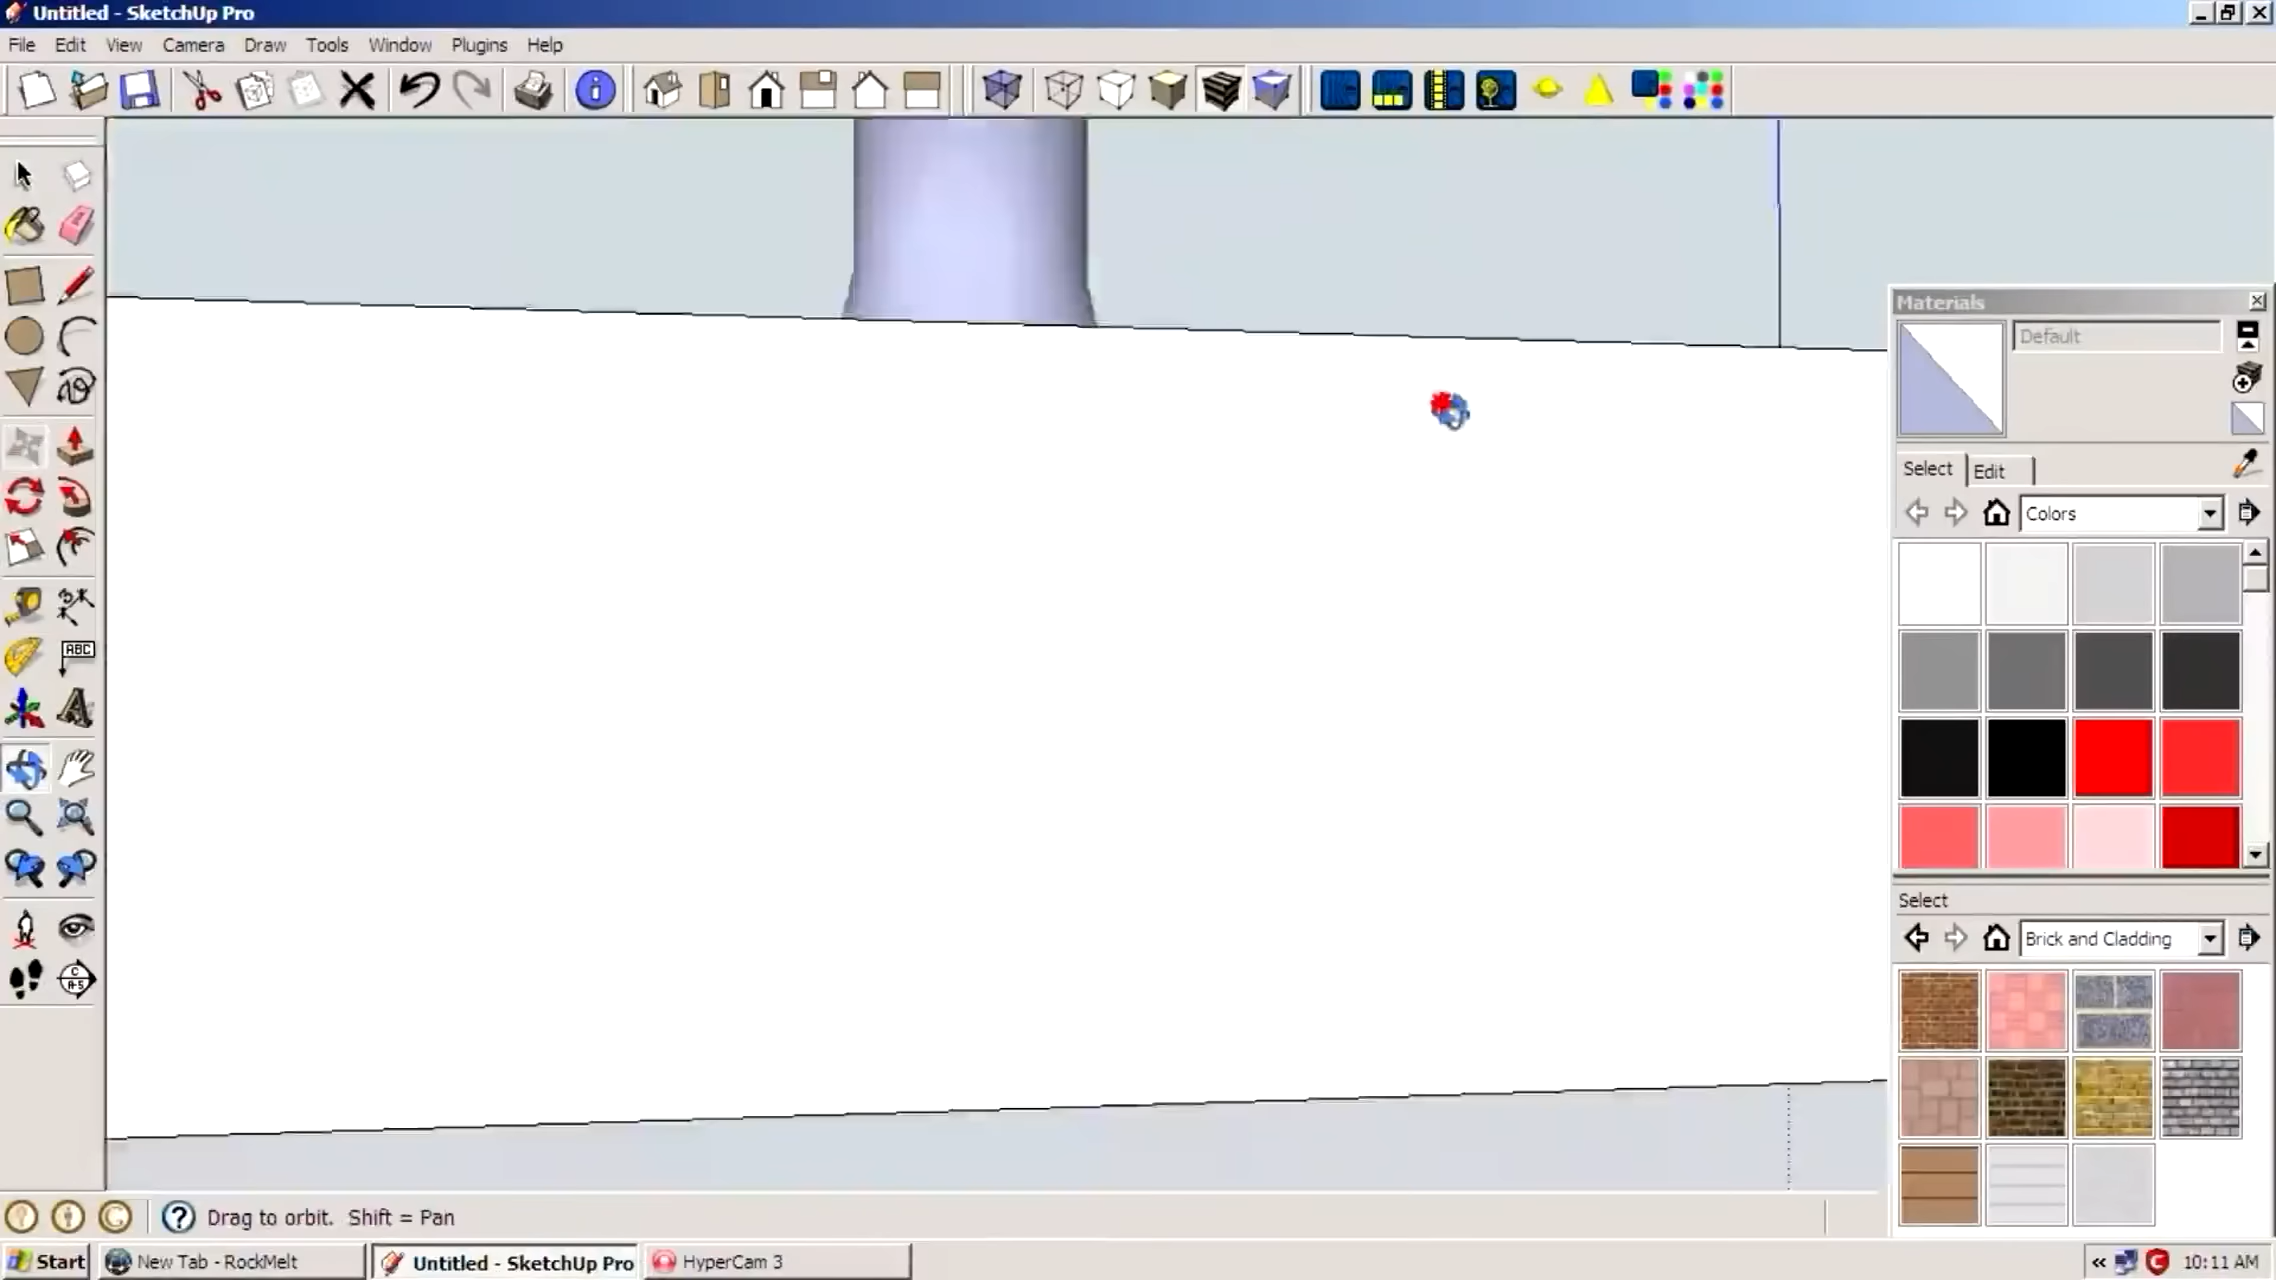 Untitled - SketchUp Pro
File Edit View Camera Draw Tools Window Plugins Help
Materials
Default
Select Edit
Colors
ABC
Select
Brick and Cladding
Drag to orbit. Shift = Pan
Start New Tab - RockMelt Untitled - SketchUp Pro HyperCam 3 « 10:11 AM